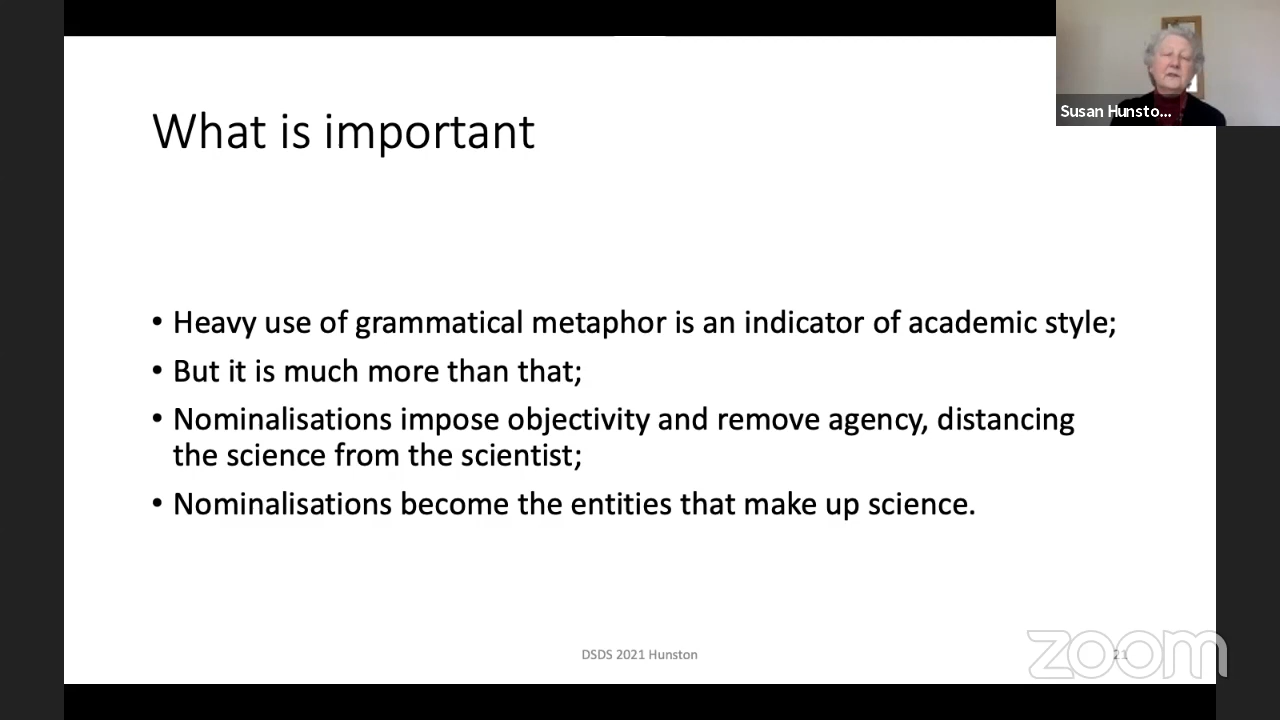 What is important
Susan Hunsto...
• Heavy use of grammatical metaphor is an indicator of academic style;
• But it is much more than that;
• Nominalisations impose objectivity and remove agency, distancing
the science from the scientist;
• Nominalisations become the entities that make up science.
DSDS 2021 Hunston
21
zoom